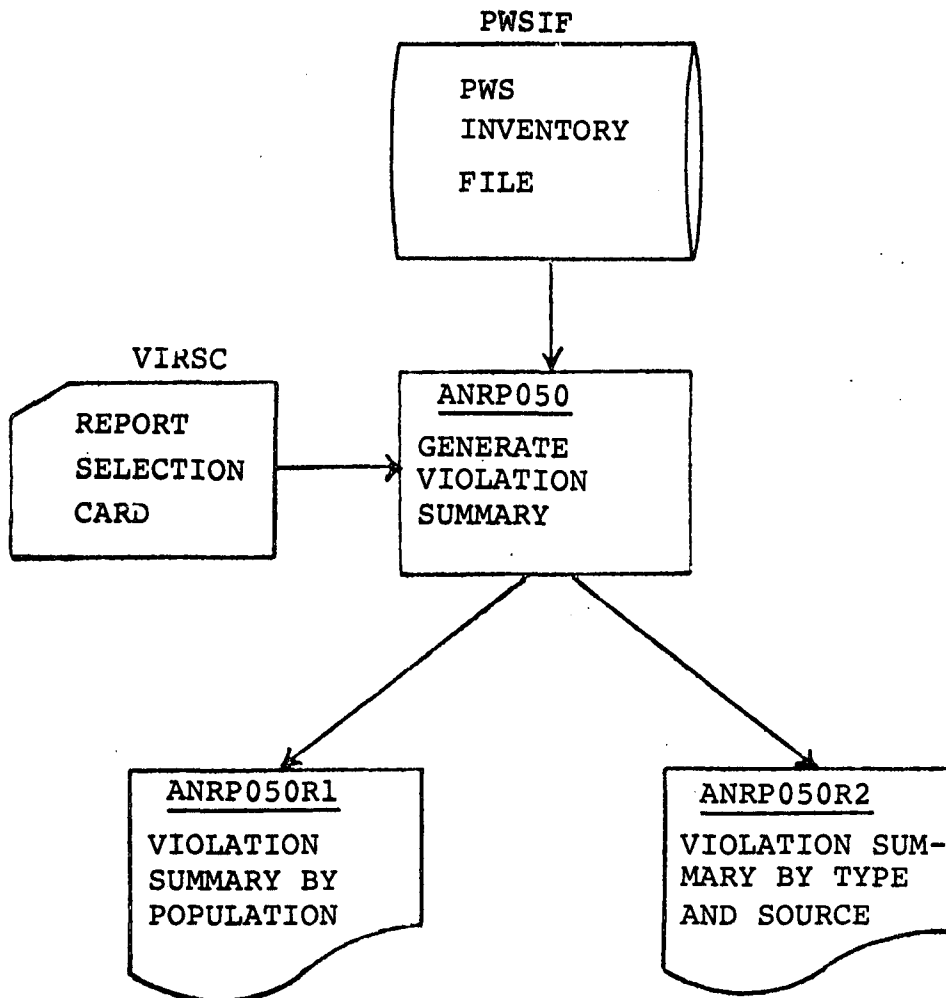 PWSIF
PWS
INVENTORY
FILE
VIRSC
REPORT
SELECTION
CARD
ANRP050
GENERATE
VIOLATION
SUMMARY
ANRP050R1
VIOLATION
SUMMARY BY
POPULATION
ANRP050R2
VIOLATION SUM-
MARY BY TYPE
AND SOURCE